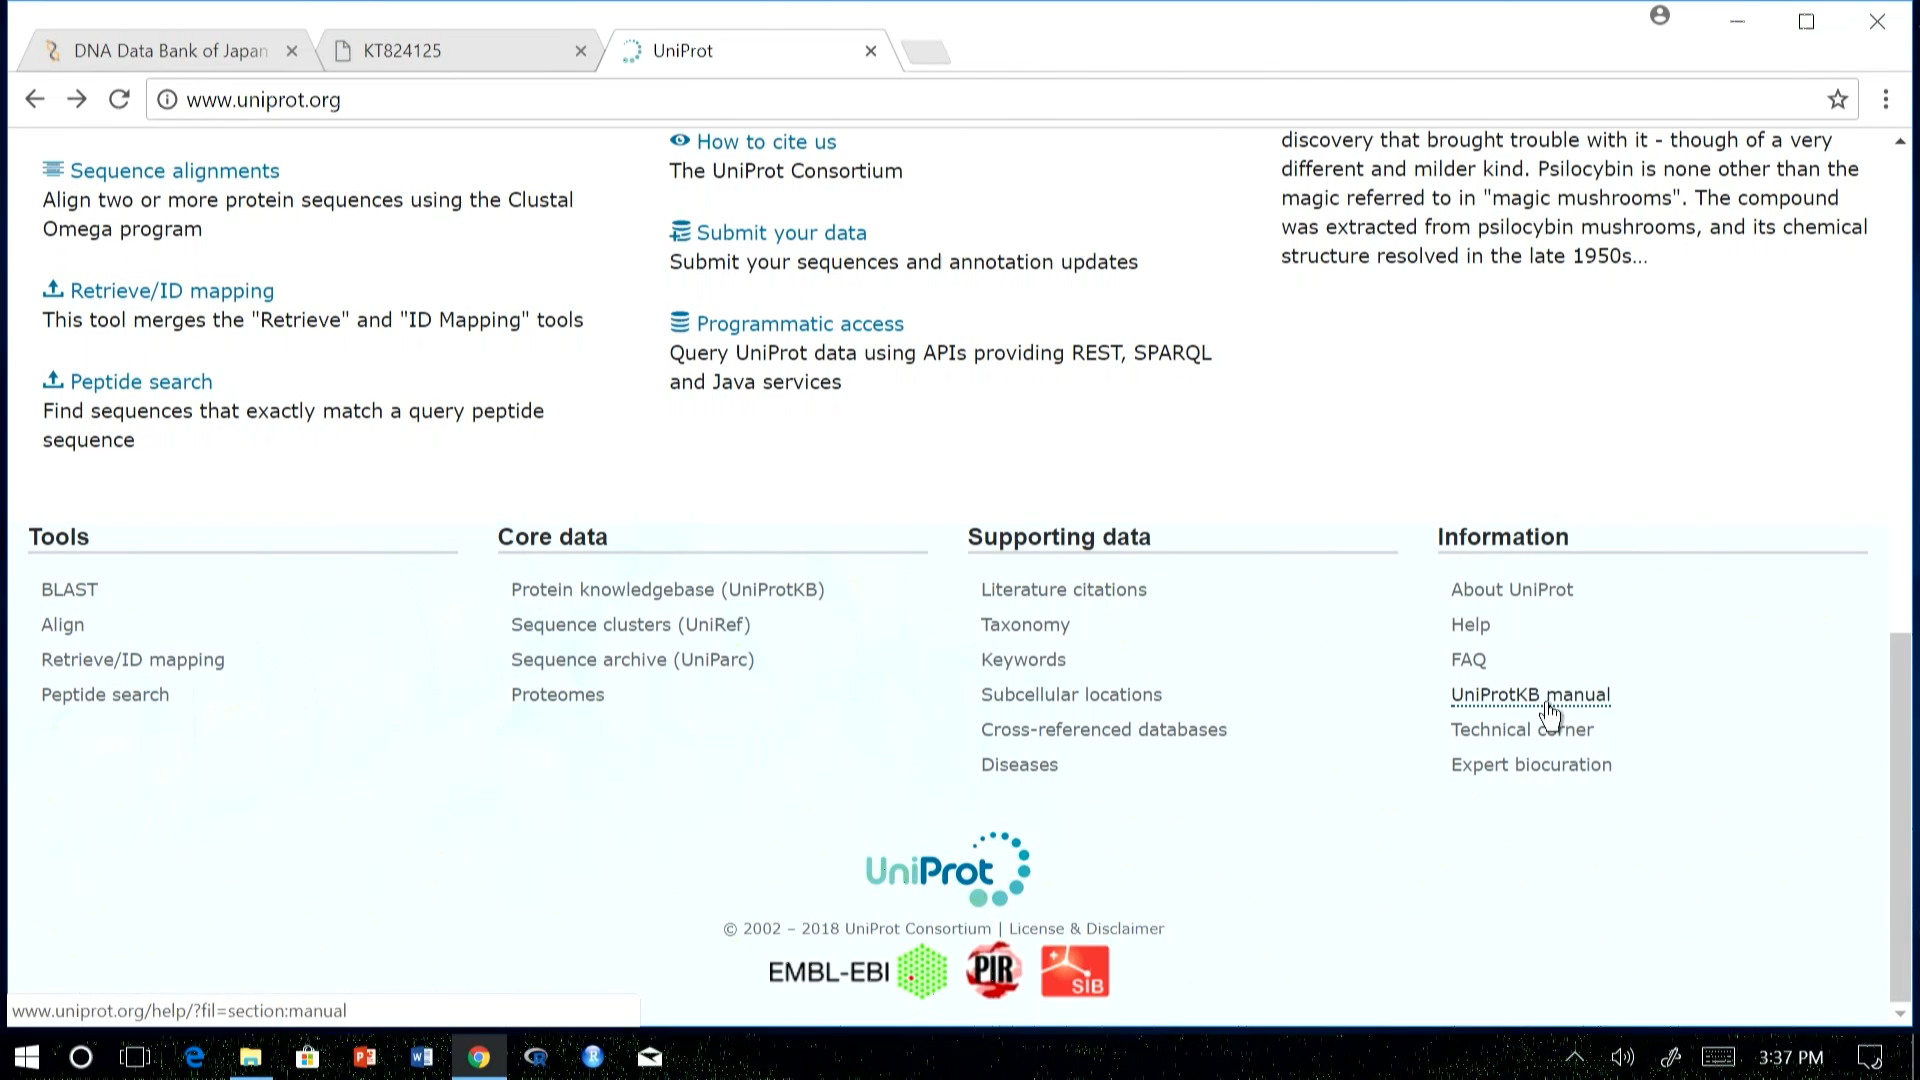 DNA Data Bank of Japan
KT824125
UniProt
www.uniprot.org
Sequence alignments
Align two or more protein sequences using the Clustal
Omega program
Retrieve/ID mapping
This tool merges the "Retrieve" and "ID Mapping" tools
Peptide search
Find sequences that exactly match a query peptide
sequence
How to cite us
The UniProt Consortium
Submit your data
Submit your sequences and annotation updates
Programmatic access
Query UniProt data using APIs providing REST, SPARQL
and Java services
discovery that brought trouble with it - though of a very
different and milder kind. Psilocybin is none other than the
magic referred to in "magic mushrooms". The compound
was extracted from psilocybin mushrooms, and its chemical
structure resolved in the late 1950s...
Tools
BLAST
Align
Retrieve/ID mapping
Peptide search
Core data
Protein knowledgebase (UniProtKB)
Sequence clusters (UniRef)
Sequence archive (UniParc)
Proteomes
Supporting data
Literature citations
Taxonomy
Keywords
Subcellular locations
Cross-referenced databases
Diseases
Information
About UniProt
Help
FAQ
UniProtKB manual
Technical corner
Expert biocuration
UniProt
© 2002 – 2018 UniProt Consortium | License & Disclaimer
EMBL-EBI
PIR
SIB
www.uniprot.org/help/?fil=section:manual
3:37 PM